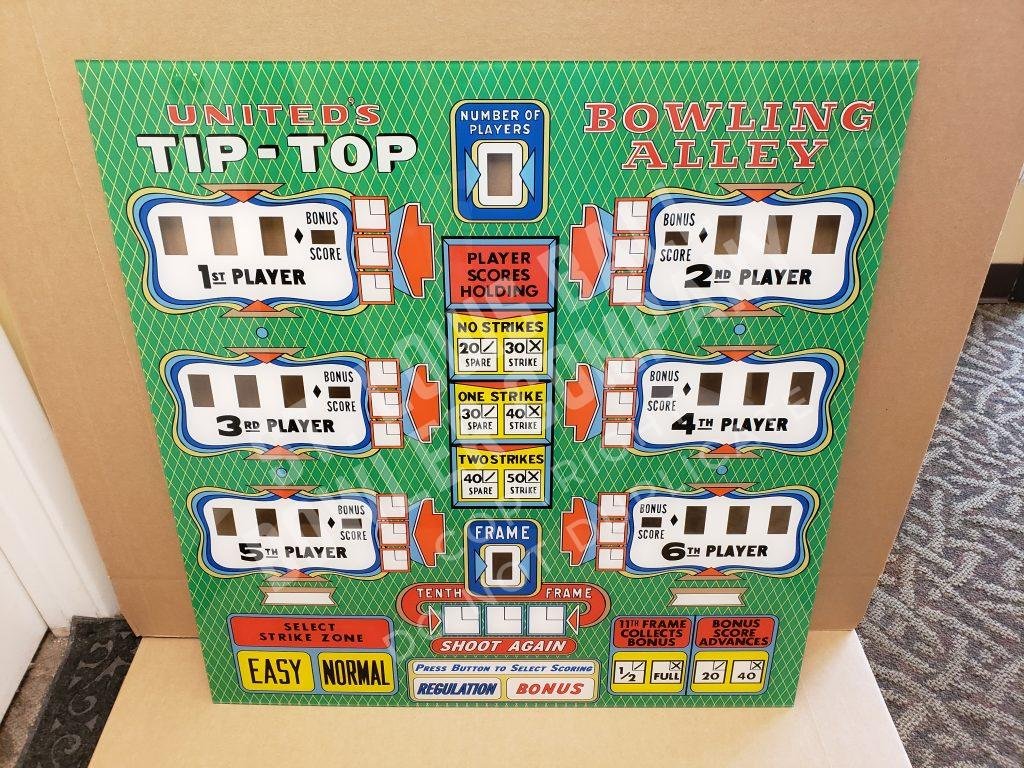 UNITED'S
TIP-TOP
NUMBER OF
PLAYERS
BOWLING
ALLEY
BONUS
SCORE
1ST PLAYER
BONUS
SCORE
2ND PLAYER
PLAYER
SCORES
HOLDING
NO STRIKES
20 30
SPARE STRIKE
ONE STRIKE
30 40
SPARE STRIKE
TWO STRIKES
40 50
SPARE STRIKE
BONUS
SCORE
3RD PLAYER
BONUS
SCORE
4TH PLAYER
BONUS
SCORE
5TH PLAYER
BONUS
SCORE
6TH PLAYER
FRAME
TENTH FRAME
SHOOT AGAIN
SELECT
STRIKE ZONE
EASY NORMAL
PRESS BUTTON TO SELECT SCORING
REGULATION BONUS
11TH FRAME
COLLECTS
BONUS
1/2 FULL
BONUS
SCORE
ADVANCES
20 40
COMPANY
DO NOT DUPLICATE